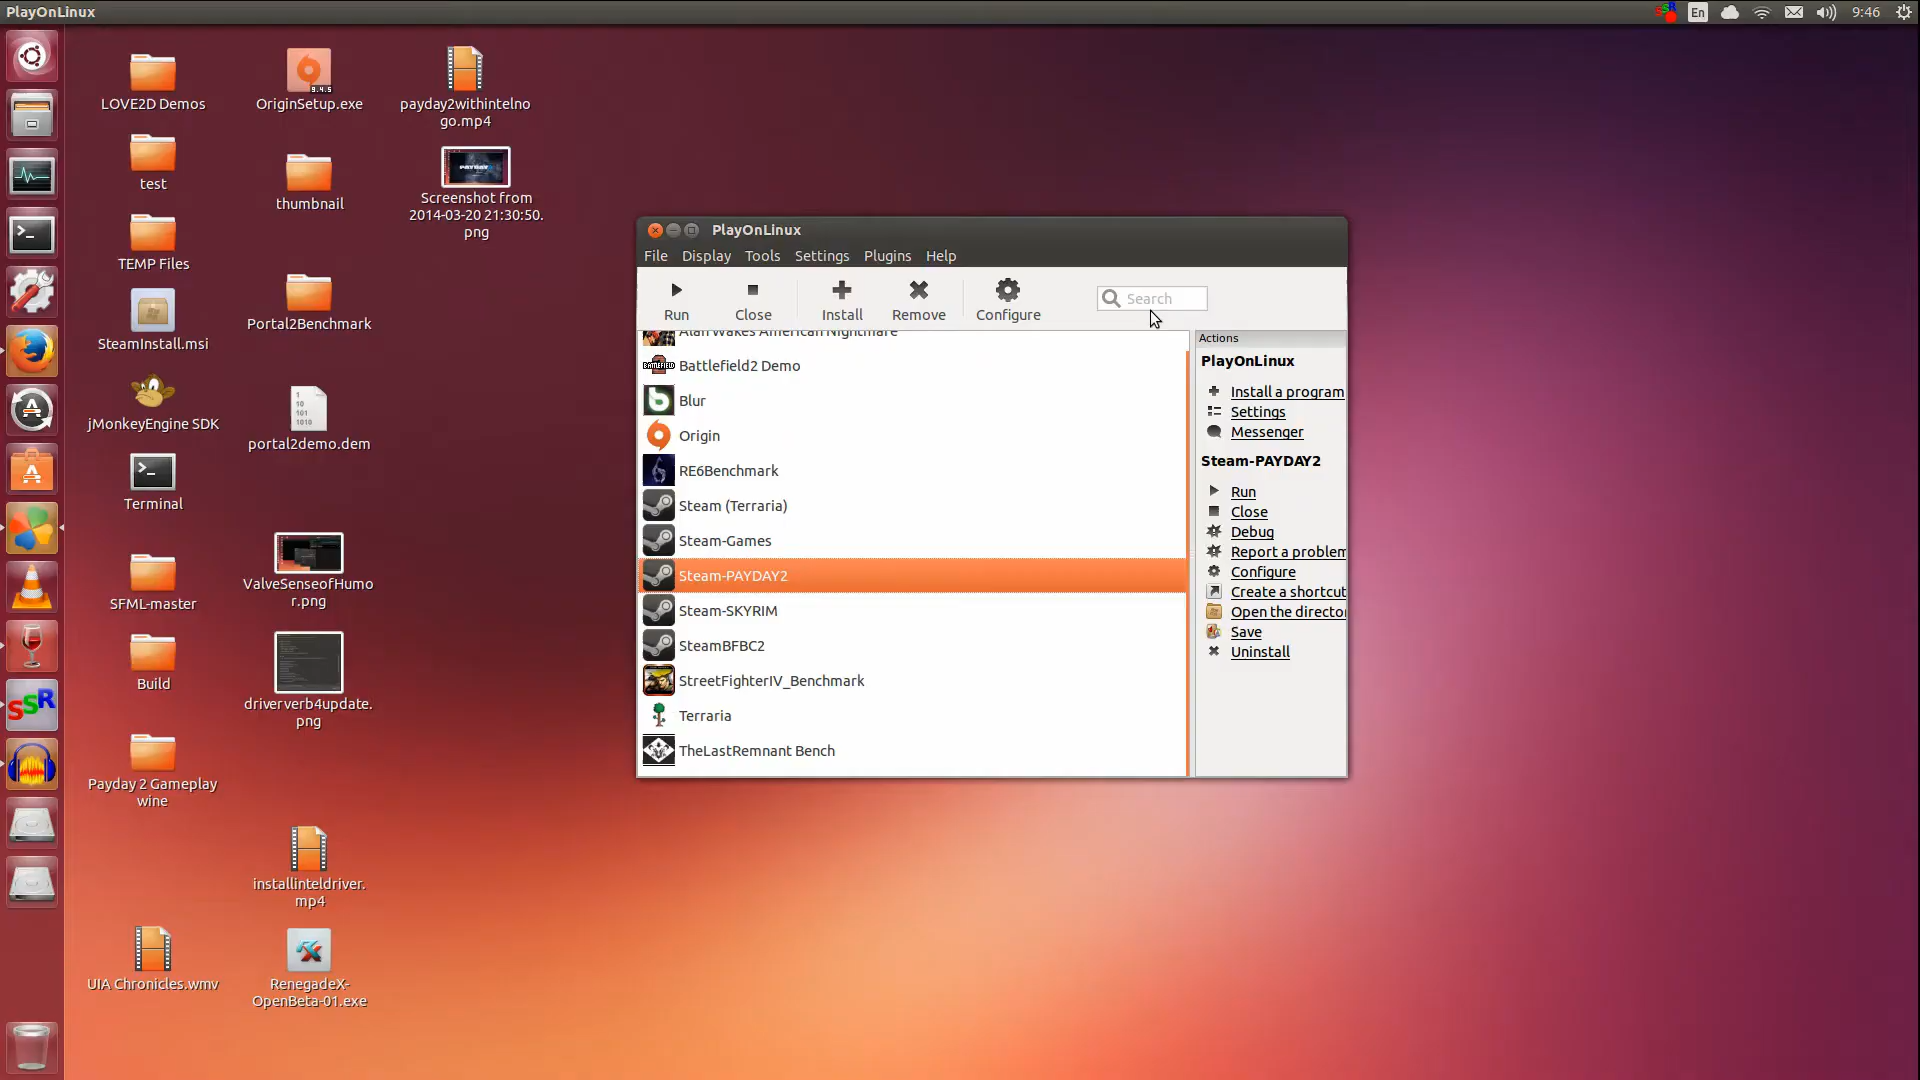 PlayOnLinux
En
9:46
LOVE2D Demos
test
TEMP Files
SteamInstall.msi
jMonkeyEngine SDK
Terminal
SFML-master
Build
Payday 2 Gameplay
wine
UIA Chronicles.wmv
OriginSetup.exe
thumbnail
Portal2Benchmark
portal2demo.dem
ValveSenseofHumo
r.png
driververb4update.
png
installinteldriver.
mp4
RenegadeX-
OpenBeta-01.exe
payday2withintelno
go.mp4
Screenshot from
2014-03-20 21:30:50.
png
PlayOnLinux
File Display Tools Settings Plugins Help
Run Close Install Remove Configure
Search
Alan Wakes American Nightmare
Battlefield2 Demo
Blur
Origin
RE6Benchmark
Steam (Terraria)
Steam-Games
Steam-PAYDAY2
Steam-SKYRIM
SteamBFBC2
StreetFighterIV_Benchmark
Terraria
TheLastRemnant Bench
Actions
PlayOnLinux
Install a program
Settings
Messenger
Steam-PAYDAY2
Run
Close
Debug
Report a problem
Configure
Create a shortcut
Open the directo
Save
Uninstall